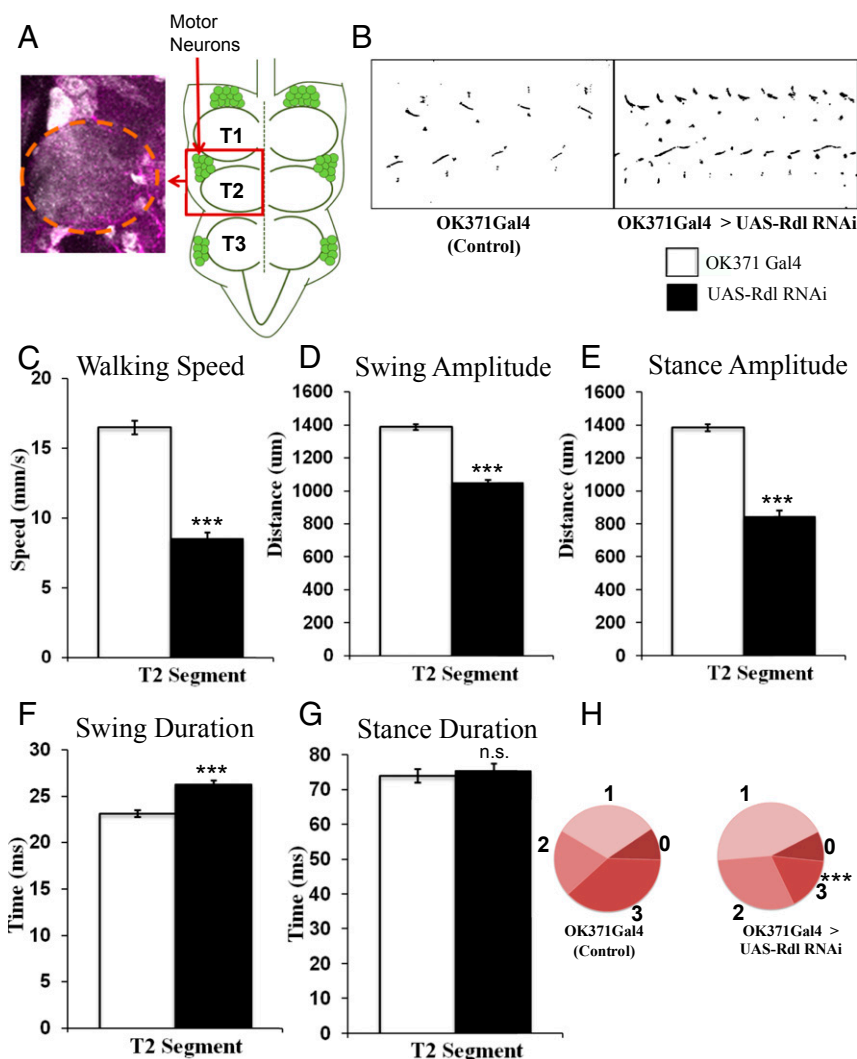 A
Motor
Neurons
T1
T2
T3
B
OK371Gal4
(Control)
OK371Gal4 > UAS-Rdl RNAi
OK371 Gal4
UAS-Rdl RNAi
C
Walking Speed
Speed (mm/s)
20
15
10
5
0
***
T2 Segment
D
Swing Amplitude
Distance (um)
1600
1400
1200
1000
800
600
400
200
0
***
T2 Segment
E
Stance Amplitude
Distance (um)
1600
1400
1200
1000
800
600
400
200
0
***
T2 Segment
F
Swing Duration
Time (ms)
30
25
20
15
10
5
0
***
T2 Segment
G
Stance Duration
Time (ms)
80
70
60
50
40
30
20
10
0
n.s.
T2 Segment
H
1
2
0
3
OK371Gal4
(Control)
1
0
***
3
2
OK371Gal4 >
UAS-Rdl RNAi